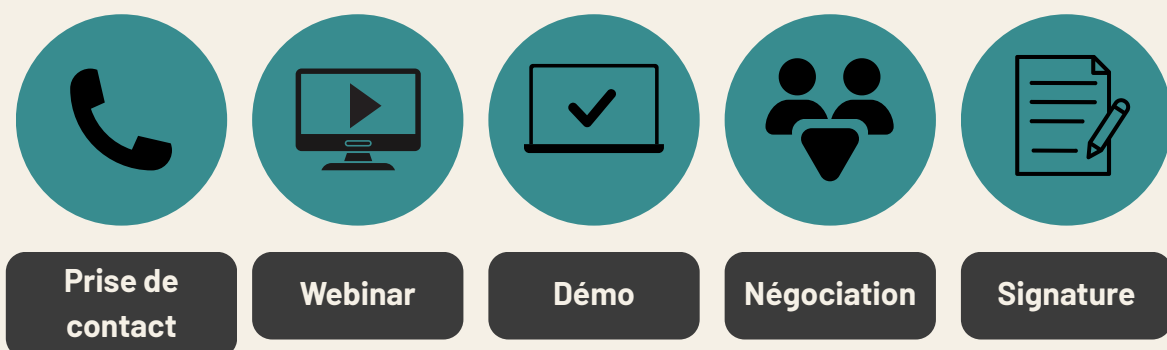 Prise de
contact
Webinar
Démo
Négociation
Signature